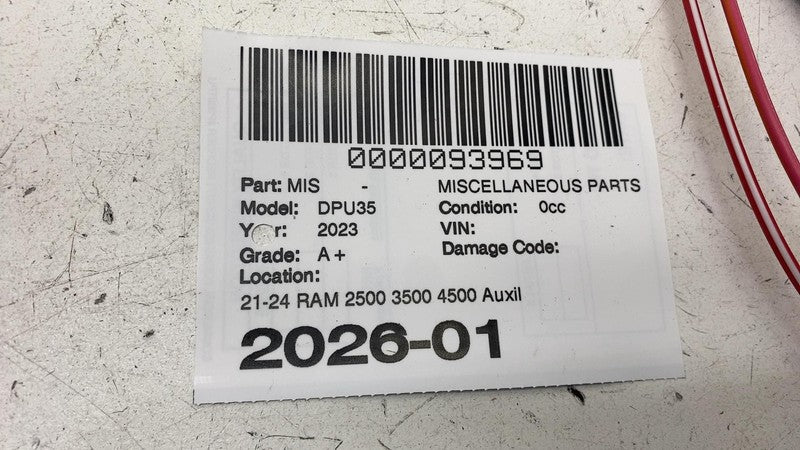 0000093969
Part: MIS - MISCELLANEOUS PARTS
Model: DPU35 Condition: 0cc
Year: 2023 VIN:
Grade: A+ Damage Code:
Location:
21-24 RAM 2500 3500 4500 Auxil
2026-01